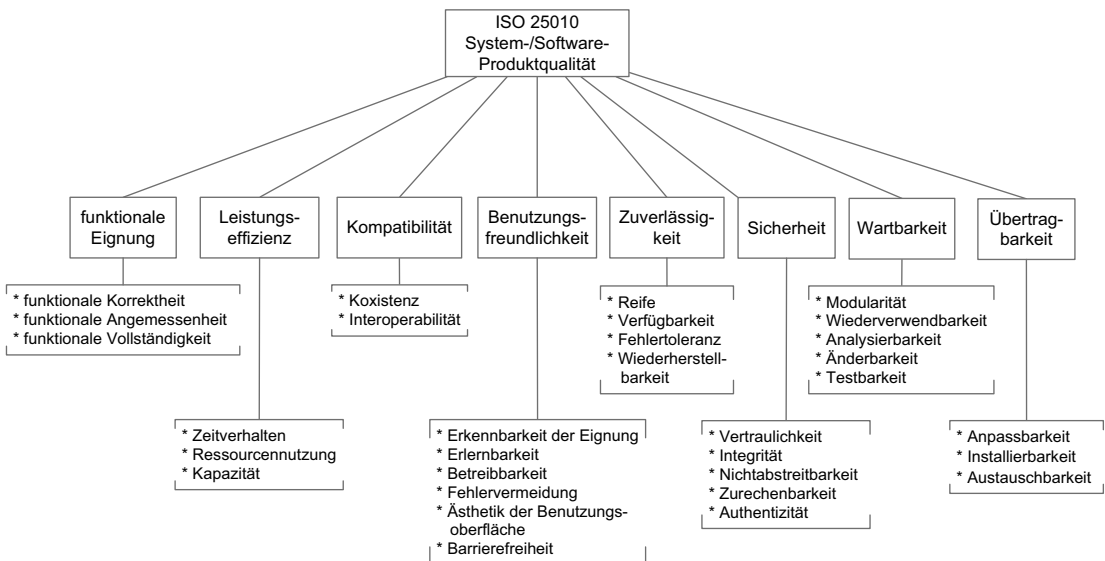 ISO 25010
System-/Software-
Produktqualität
funktionale
Eignung
Leistungs-
effizienz
Kompatibilität
Benutzungs-
freundlichkeit
Zuverlässig-
keit
Sicherheit
Wartbarkeit
Übertrag-
barkeit
* funktionale Korrektheit
* funktionale Angemessenheit
* funktionale Vollständigkeit
* Koxistenz
* Interoperabilität
* Reife
* Verfügbarkeit
* Fehlertoleranz
* Wiederherstell-
barkeit
* Modularität
* Wiederverwendbarkeit
* Analysierbarkeit
* Änderbarkeit
* Testbarkeit
* Zeitverhalten
* Ressourcennutzung
* Kapazität
* Erkennbarkeit der Eignung
* Erlernbarkeit
* Betreibbarkeit
* Fehlervermeidung
* Ästhetik der Benutzungs-
oberfläche
* Barrierefreiheit
* Vertraulichkeit
* Integrität
* Nichtabstreitbarkeit
* Zurechenbarkeit
* Authentizität
* Anpassbarkeit
* Installierbarkeit
* Austauschbarkeit